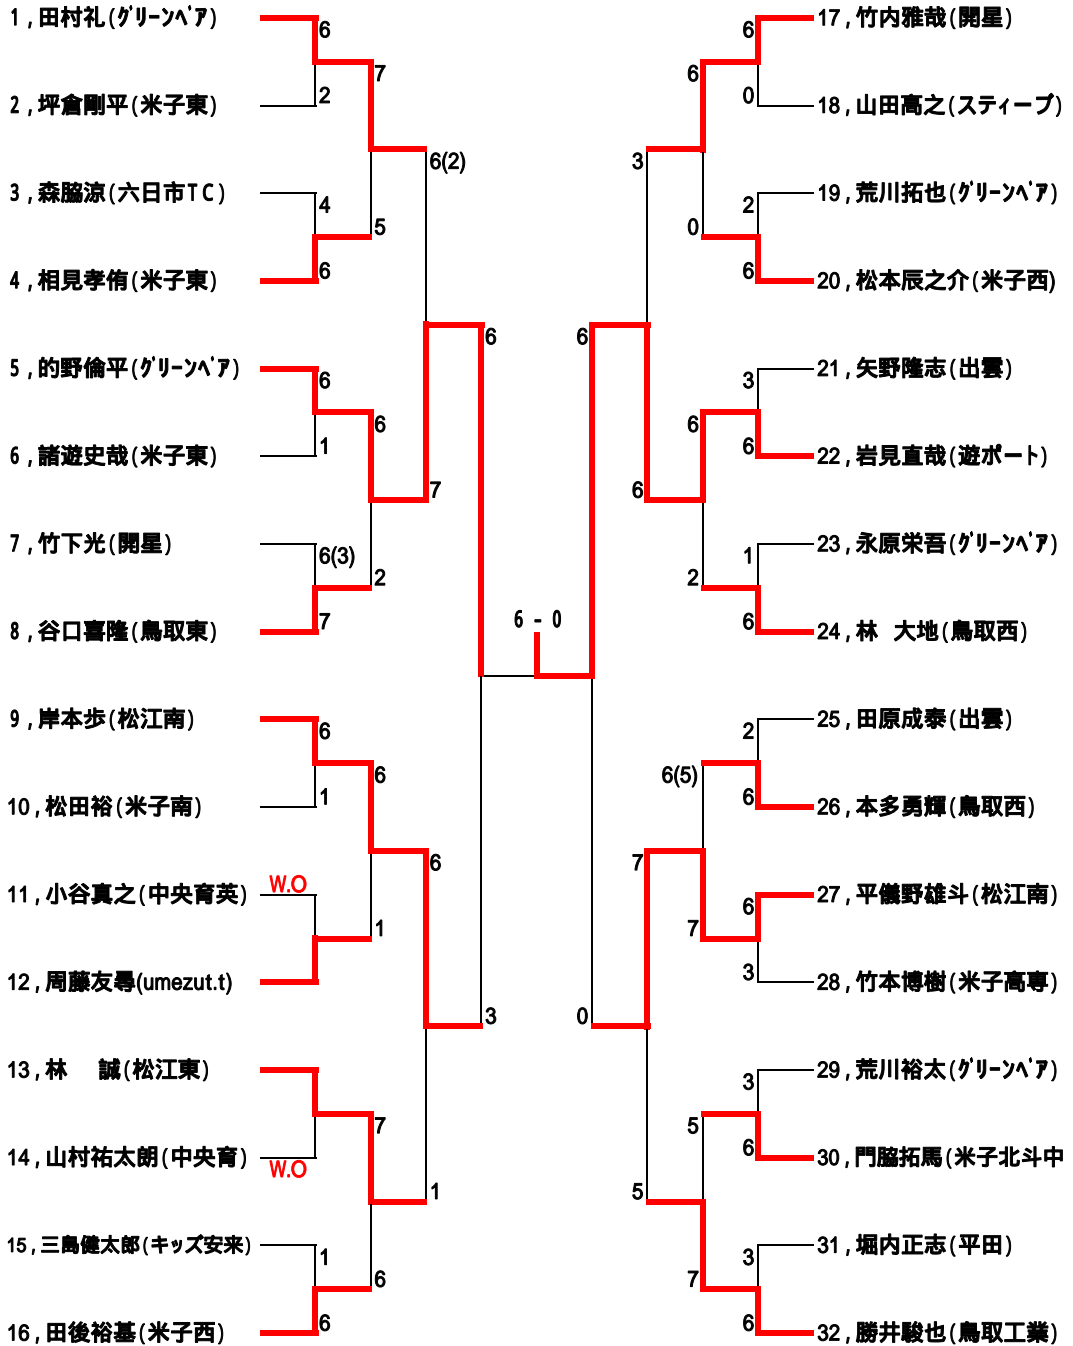 1,田村礼(グリーンベア)
6
7
2,坪倉剛平(米子東)
2
6(2)
3,森脇涼(六日市TC)
4
5
4,相見孝侑(米子東)
6
6
5,的野倫平(グリーンベア)
6
6
6,諸遊史哉(米子東)
1
7
7,竹下光(開星)
6(3)
2
8,谷口喜隆(鳥取東)
7
6 - 0
9,岸本歩(松江南)
6
6
10,松田裕(米子南)
1
6
11,小谷真之(中央育英)
W.O
1
12,周藤友尋(umezut.t)
3
13,林 誠(松江東)
7
14,山村祐太朗(中央育)
W.O
1
15,三島健太郎(キッズ安来)
1
6
16,田後裕基(米子西)
6
17,竹内雅哉(開星)
6
6
18,山田高之(スティープ)
0
3
19,荒川拓也(グリーンベア)
2
0
20,松本辰之介(米子西)
6
6
21,矢野隆志(出雲)
3
6
22,岩見直哉(遊ポート)
6
6
23,永原栄吾(グリーンベア)
1
2
24,林 大地(鳥取西)
6
25,田原成泰(出雲)
2
6(5)
26,本多勇輝(鳥取西)
6
7
27,平儀野雄斗(松江南)
6
7
28,竹本博樹(米子高専)
3
0
29,荒川裕太(グリーンベア)
3
5
30,門脇拓馬(米子北斗中
6
5
31,堀内正志(平田)
3
7
32,勝井駿也(鳥取工業)
6